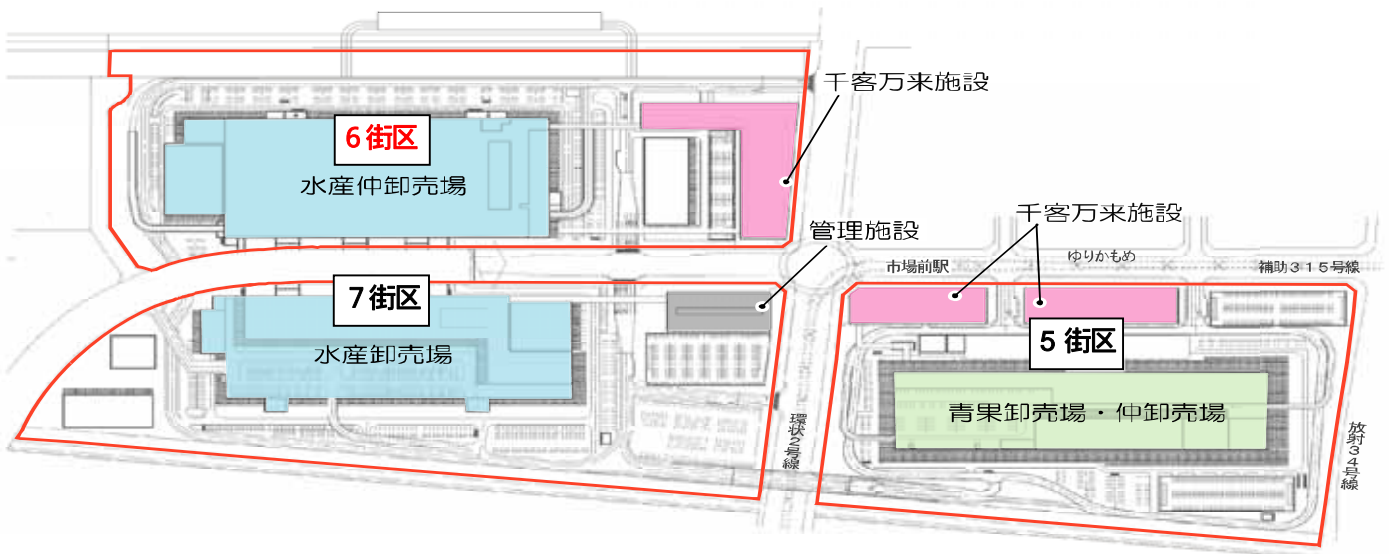 千客万来施設
6街区
水産仲卸売場
千客万来施設
管理施設
市場前駅
ゆりかもめ
補助315号線
7街区
水産卸売場
5街区
青果卸売場・仲卸売場
環状2号線
放射34号線